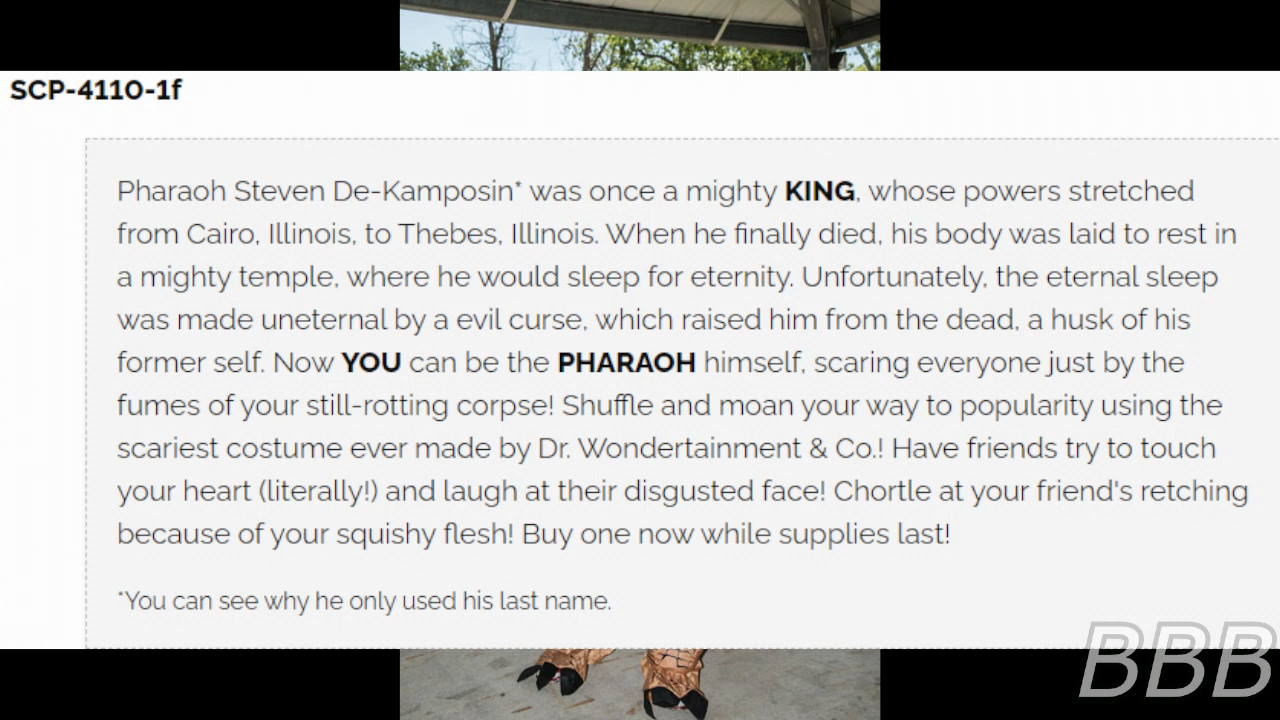 SCP-4110-1f
Pharaoh Steven De-Kamposin* was once a mighty KING, whose powers stretched
from Cairo, Illinois, to Thebes, Illinois. When he finally died, his body was laid to rest in
a mighty temple, where he would sleep for eternity. Unfortunately, the eternal sleep
was made uneternal by a evil curse, which raised him from the dead, a husk of his
former self. Now YOU can be the PHARAOH himself, scaring everyone just by the
fumes of your still-rotting corpse! Shuffle and moan your way to popularity using the
scariest costume ever made by Dr. Wondertainment & Co.! Have friends try to touch
your heart (literally!) and laugh at their disgusted face! Chortle at your friend's retching
because of your squishy flesh! Buy one now while supplies last!
*You can see why he only used his last name.
BBB